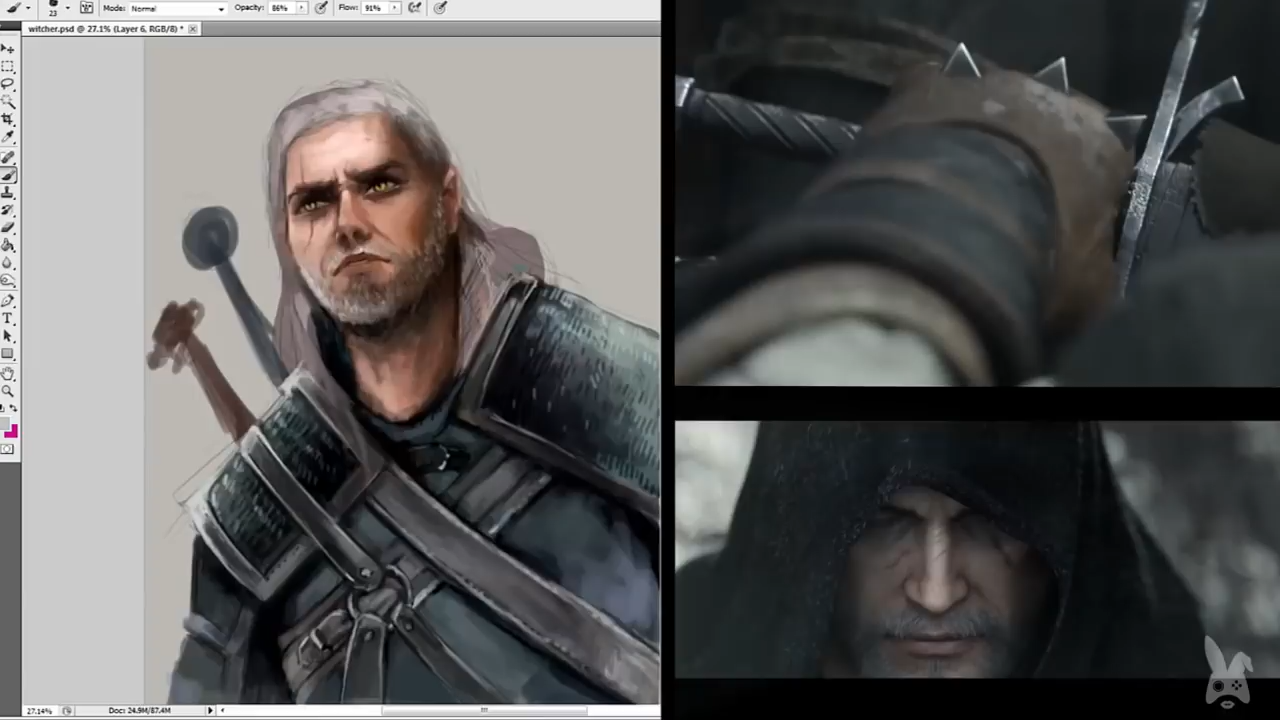 23 Mode: Normal Opacity: 86% Flow: 91%
witcher.psd @ 27.1% (Layer 6, RGB/8) *
T
27.14% Doc: 24.9M/87.4M